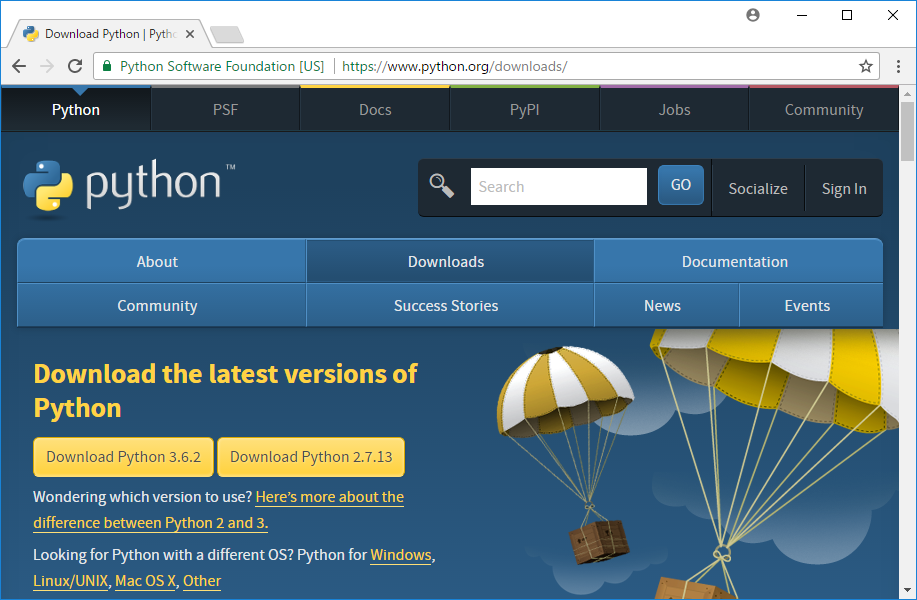 Download Python | Pytho
Python Software Foundation [US] https://www.python.org/downloads/
Python PSF Docs PyPI Jobs Community
python™
Search GO Socialize Sign In
About Downloads Documentation
Community Success Stories News Events
Download the latest versions of
Python
Download Python 3.6.2 Download Python 2.7.13
Wondering which version to use? Here's more about the
difference between Python 2 and 3.
Looking for Python with a different OS? Python for Windows,
Linux/UNIX, Mac OS X, Other